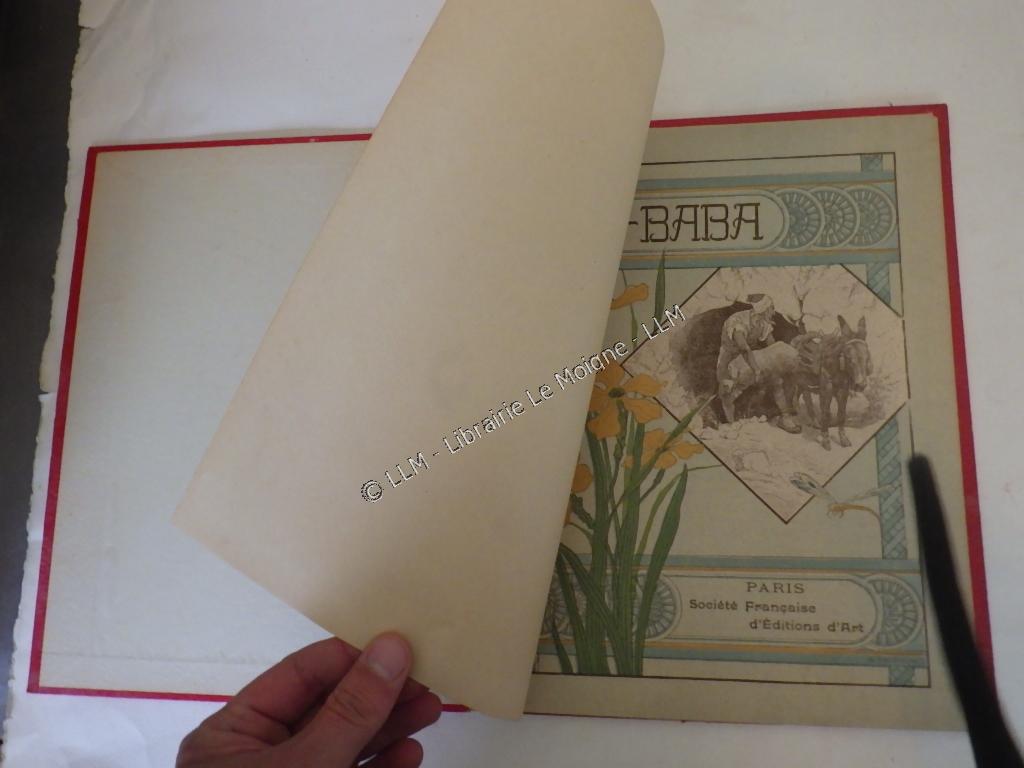 -BABA
© LLM - Librairie Le Moigne - LLM
PARIS
Société Française
d'Éditions d'Art